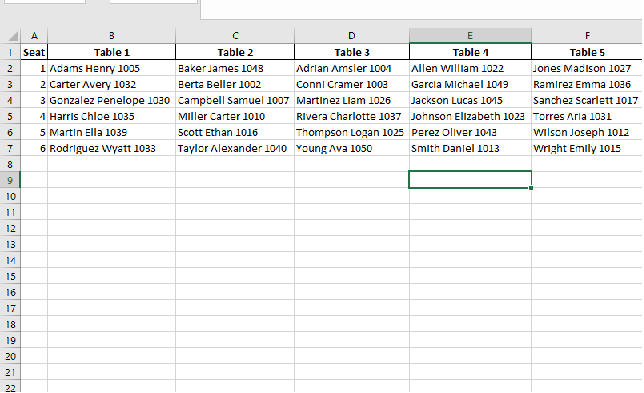 A B C D E F
1 Seat Table 1 Table 2 Table 3 Table 4 Table 5
2 1 Adams Henry 1005 Baker James 1048 Adrian Amsler 1004 Allen William 1022 Jones Madison 1027
3 2 Carter Avery 1032 Berta Beller 1002 Conni Cramer 1003 Garcia Michael 1049 Ramirez Emma 1036
4 3 Gonzalez Penelope 1030 Campbell Samuel 1007 Martinez Liam 1026 Jackson Lucas 1045 Sanchez Scarlett 1017
5 4 Harris Chloe 1035 Miller Carter 1010 Rivera Charlotte 1037 Johnson Elizabeth 1023 Torres Aria 1031
6 5 Martin Ella 1039 Scott Ethan 1016 Thompson Logan 1025 Perez Oliver 1043 Wilson Joseph 1012
7 6 Rodriguez Wyatt 1033 Taylor Alexander 1040 Young Ava 1050 Smith Daniel 1013 Wright Emily 1015
8
9
10
11
12
13
14
15
16
17
18
19
20
21
22